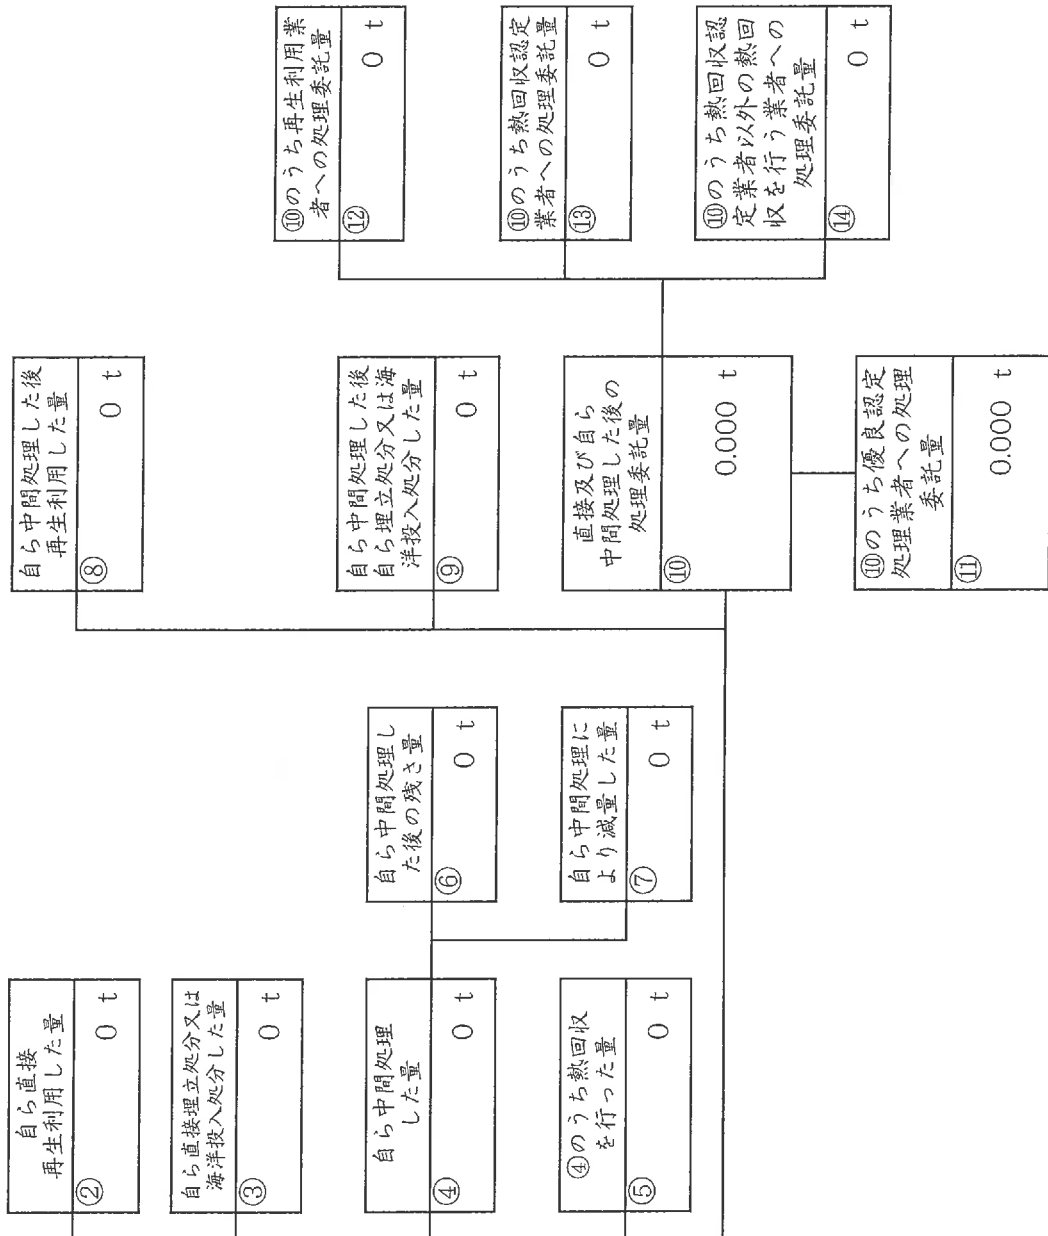 自ら直接
再生利用した量
② 0 t
自ら直接埋立処分又は
海洋投入処分した量
③ 0 t
自ら中間処理
した量
④ 0 t
④のうち熱回収
を行った量
⑤ 0 t
自ら中間処理し
た後の残さ量
⑥ 0 t
自ら中間処理に
より減量した量
⑦ 0 t
自ら中間処理した後
再生利用した量
⑧ 0 t
自ら中間処理した後
自ら埋立処分又は海
洋投入処分した量
⑨ 0 t
直接及び自ら
中間処理した後の
処理委託量
⑩ 0.000 t
⑩のうち優良認定
処理業者への処理
委託量
⑪ 0.000 t
⑩のうち再生利用業
者への処理委託量
⑫ 0 t
⑩のうち熱回収認定
業者への処理委託量
⑬ 0 t
⑩のうち熱回収認
定業者以外の熱回
収を行う業者への
処理委託量
⑭ 0 t